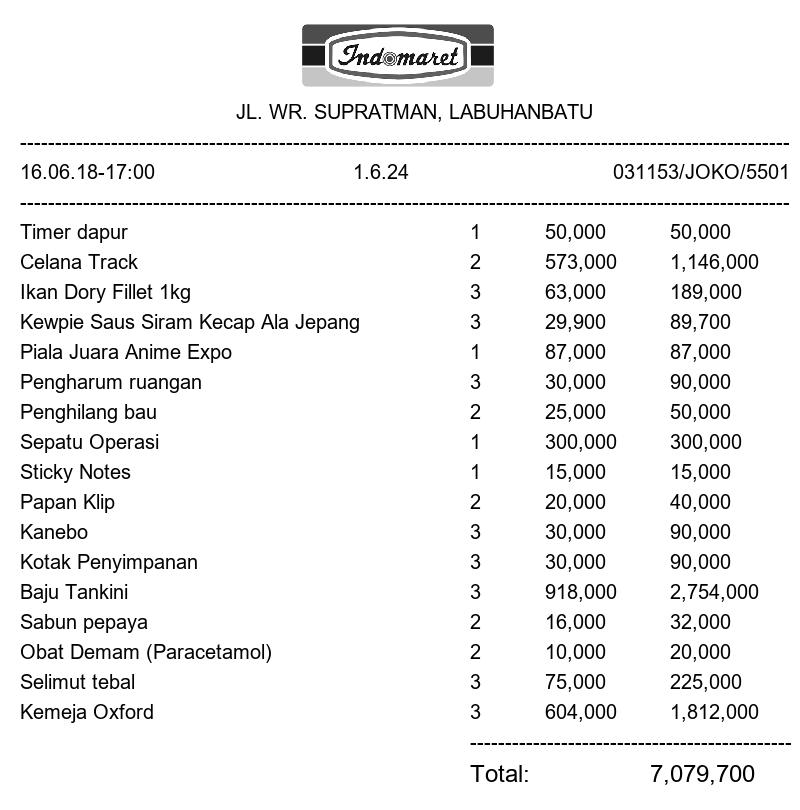 Indomaret
JL. WR. SUPRATMAN, LABUHANBATU
16.06.18-17:00 1.6.24 031153/JOKO/5501
Timer dapur 1 50,000 50,000
Celana Track 2 573,000 1,146,000
Ikan Dory Fillet 1kg 3 63,000 189,000
Kewpie Saus Siram Kecap Ala Jepang 3 29,900 89,700
Piala Juara Anime Expo 1 87,000 87,000
Pengharum ruangan 3 30,000 90,000
Penghilang bau 2 25,000 50,000
Sepatu Operasi 1 300,000 300,000
Sticky Notes 1 15,000 15,000
Papan Klip 2 20,000 40,000
Kanebo 3 30,000 90,000
Kotak Penyimpanan 3 30,000 90,000
Baju Tankini 3 918,000 2,754,000
Sabun pepaya 2 16,000 32,000
Obat Demam (Paracetamol) 2 10,000 20,000
Selimut tebal 3 75,000 225,000
Kemeja Oxford 3 604,000 1,812,000
Total: 7,079,700